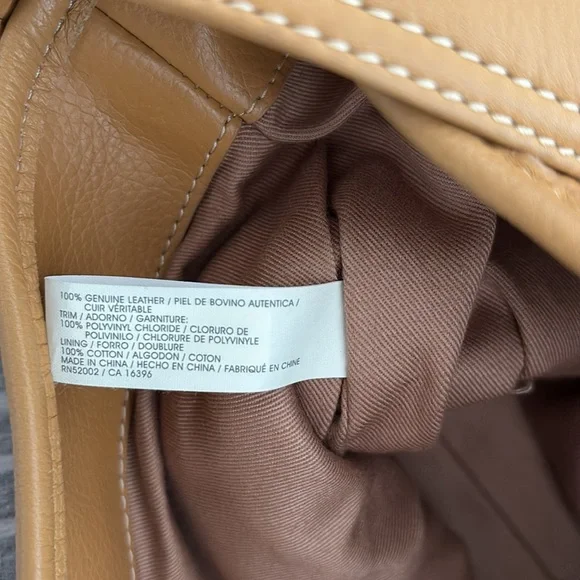 100% GENUINE LEATHER / PIEL DE BOVINO AUTENTICA /
CUIR VÉRITABLE
TRIM / ADORNO / GARNITURE:
100% POLYVINYL CHLORIDE / CLORURO DE
POLIVINILO / CHLORURE DE POLYVINYLE
LINING / FORRO / DOUBLURE
100% COTTON / ALGODON / COTON
MADE IN CHINA / HECHO EN CHINA / FABRIQUÉ EN CHINE
RN52002 / CA 16396